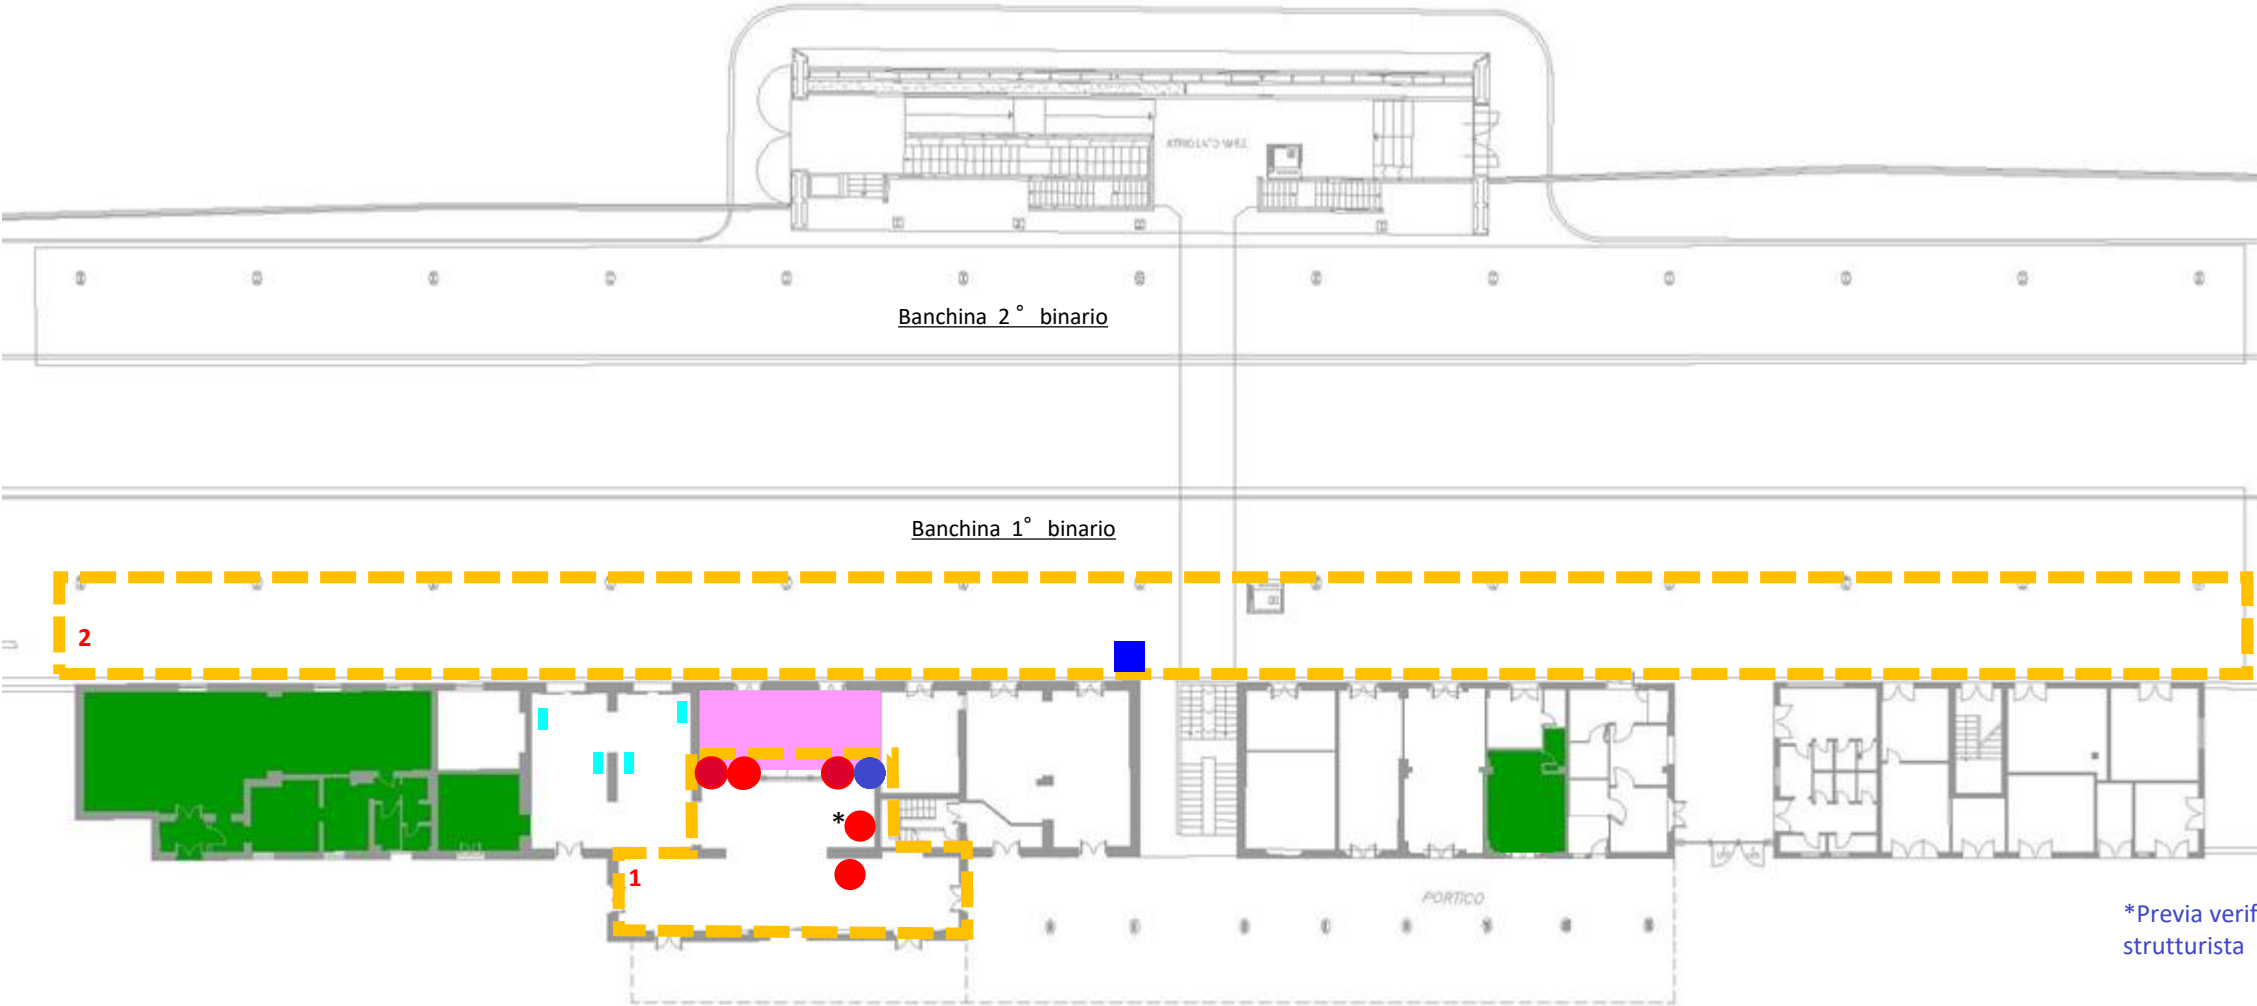 Banchina 2° binario
Banchina 1° binario
2
*
1
PORTICO
*Previa verif
strutturista